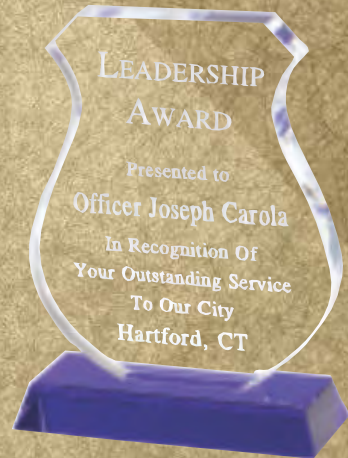 LEADERSHIP
AWARD
Presented to
Officer Joseph Carola
In Recognition Of
Your Outstanding Service
To Our City
Hartford, CT